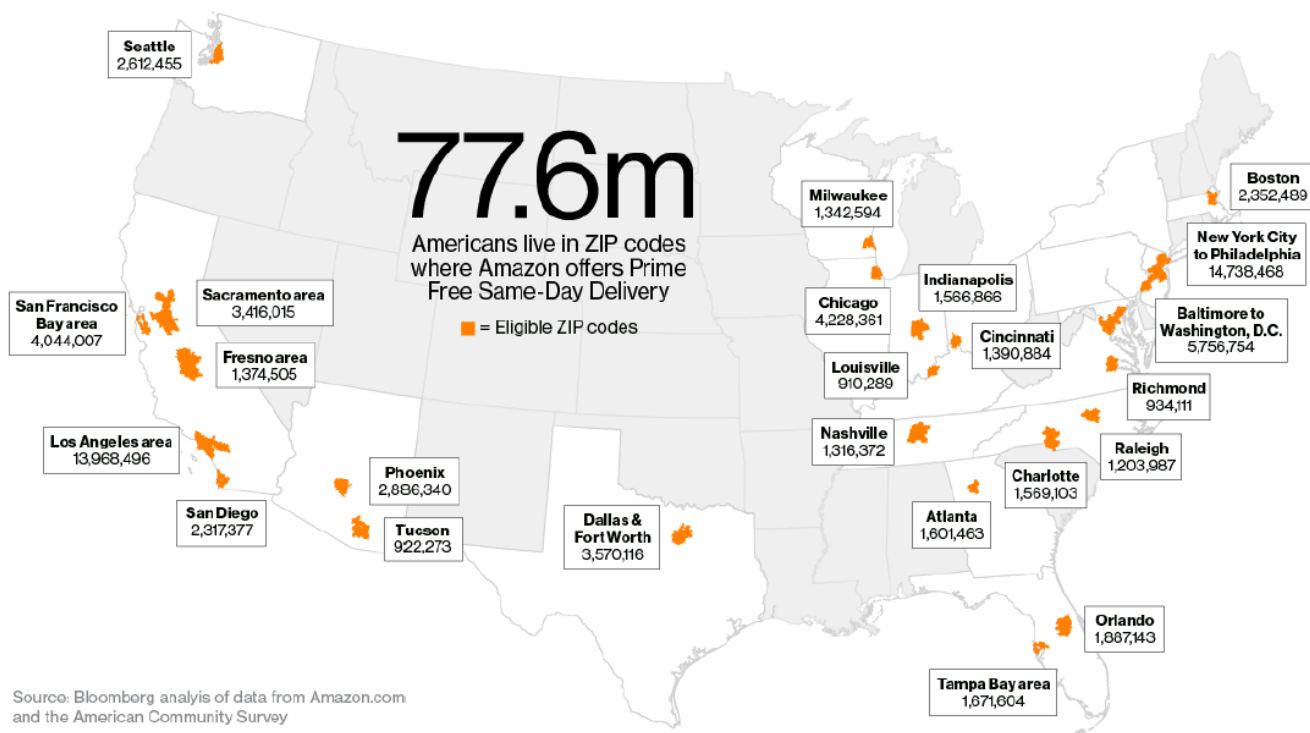 Seattle
2,612,455
77.6m
Americans live in ZIP codes
where Amazon offers Prime
Free Same-Day Delivery
= Eligible ZIP codes
San Francisco
Bay area
4,044,007
Sacramento area
3,416,015
Fresno area
1,374,505
Los Angeles area
13,968,496
San Diego
2,317,377
Phoenix
2,886,340
Tucson
922,273
Dallas &
Fort Worth
3,570,116
Milwaukee
1,342,594
Chicago
4,228,361
Indianapolis
1,566,866
Cincinnati
1,390,884
Louisville
910,289
Nashville
1,316,372
Boston
2,352,489
New York City
to Philadelphia
14,738,468
Baltimore to
Washington, D.C.
5,756,754
Richmond
934,111
Raleigh
1,203,987
Charlotte
1,569,103
Atlanta
1,601,463
Orlando
1,887,143
Tampa Bay area
1,671,604
Source: Bloomberg analyis of data from Amazon.com
and the American Community Survey